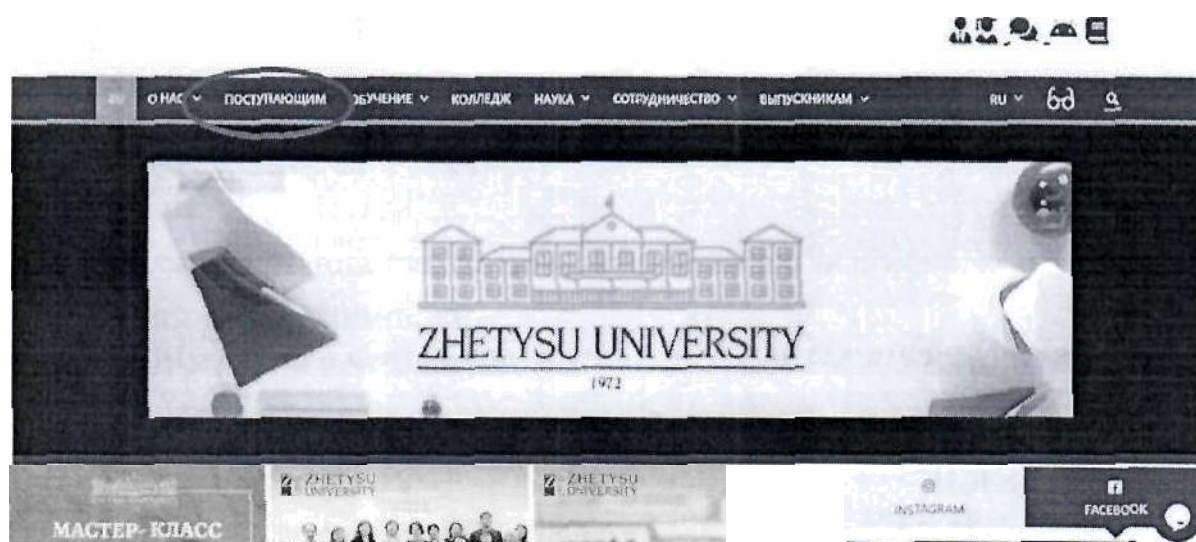 О НАС ПОСТУПАЮЩИМ ОБУЧЕНИЕ КОЛЛЕДЖ НАУКА СОТРУДНИЧЕСТВО ВЫПУСКНИКАМ RU
ZHETYSU UNIVERSITY
1972
ZHETYSU
UNIVERSITY
ZHETYSU
UNIVERSITY
МАСТЕР-КЛАСС
INSTAGRAM
FACEBOOK